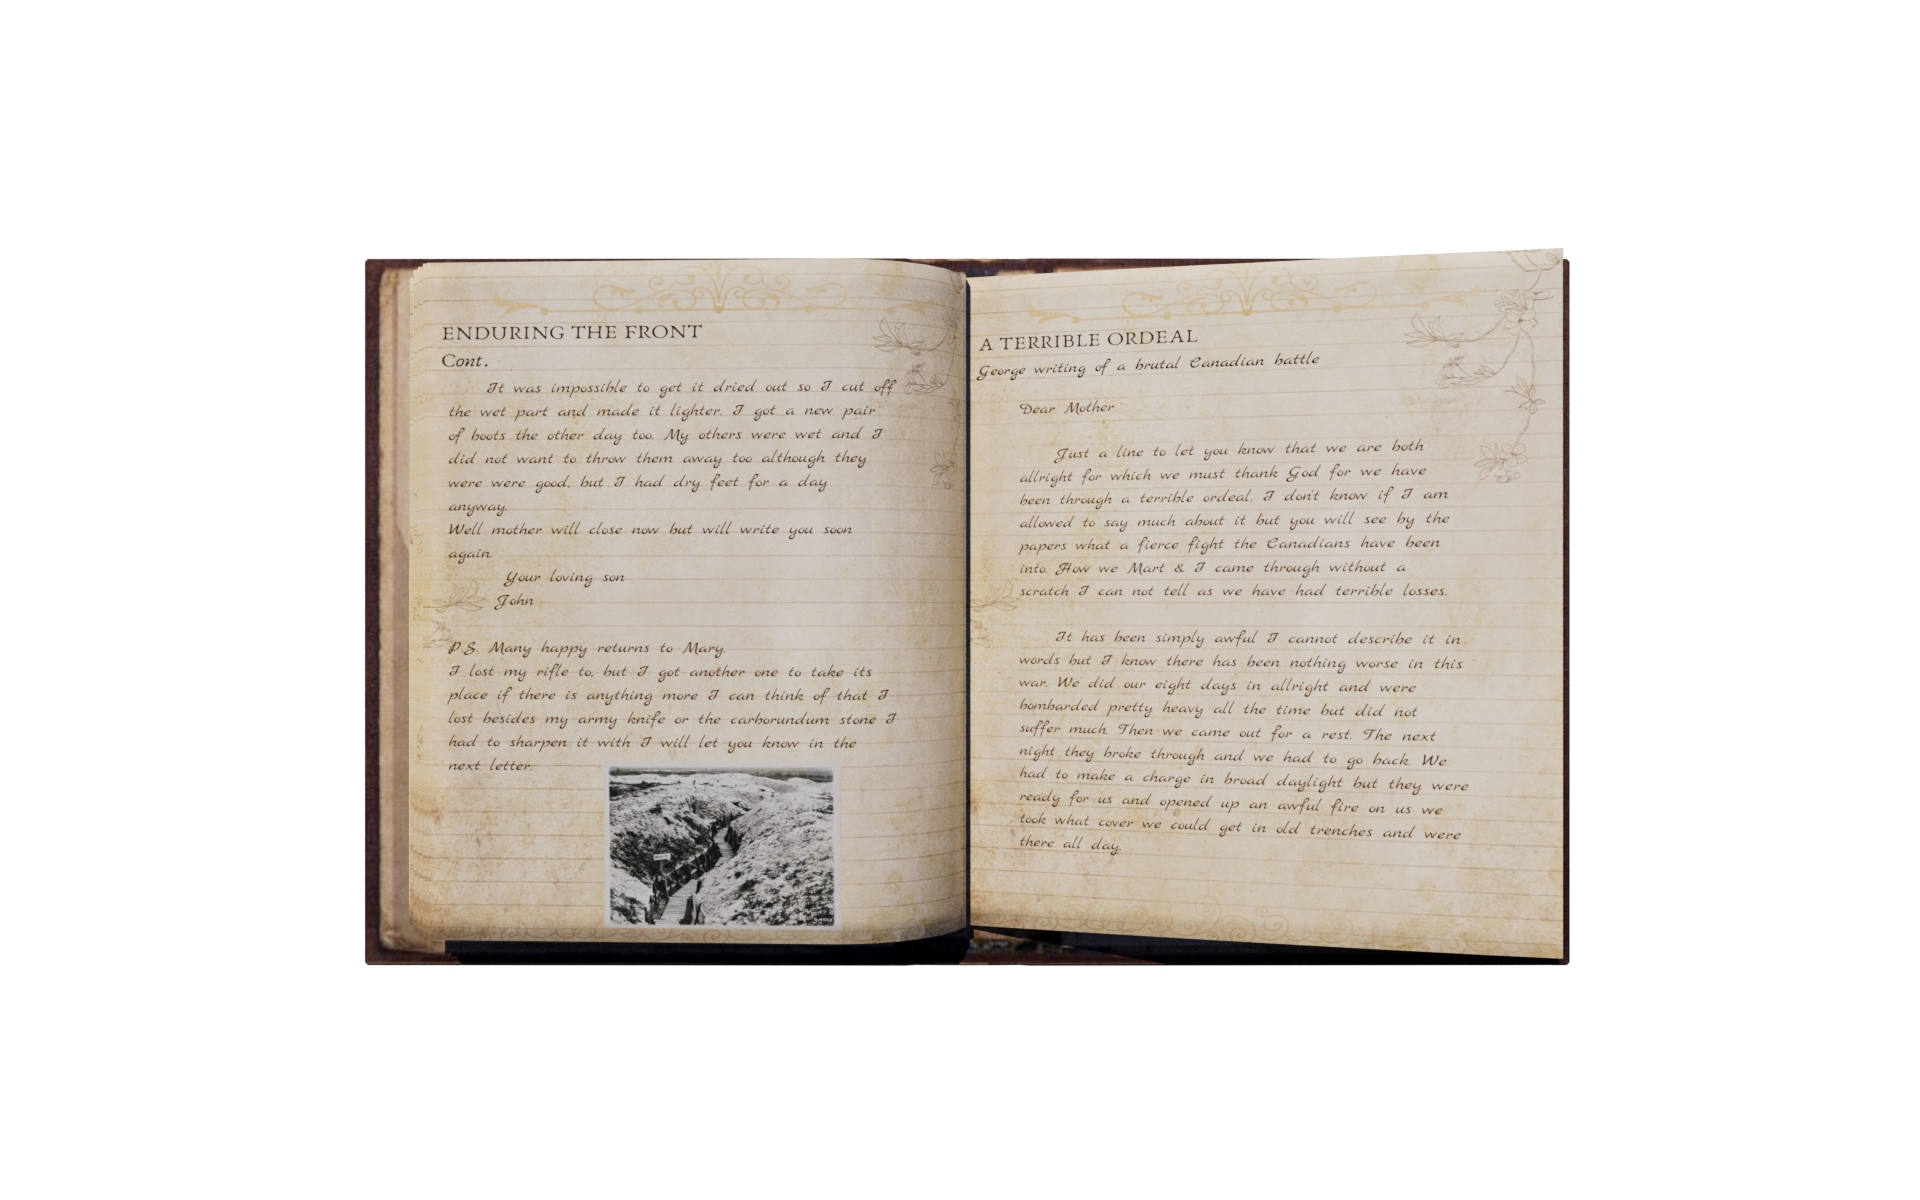 ENDURING THE FRONT
Cont.
It was impossible to get it dried out so I cut off
the wet part and made it lighter. I got a new pair
of boots the other day too. My others were wet and I
did not want to throw them away too although they
were were good, but I had dry feet for a day
anyway.
Well mother will close now but will write you soon
again.
Your loving son
John
P.S. Many happy returns to Mary.
I lost my rifle to, but I got another one to take its
place if there is anything more I can think of that I
lost besides my army knife or the carborundum stone I
had to sharpen it with I will let you know in the
next letter.
A TERRIBLE ORDEAL
George writing of a brutal Canadian battle
Dear Mother
Just a line to let you know that we are both
allright for which we must thank God for we have
been through a terrible ordeal. I don't know if I am
allowed to say much about it but you will see by the
papers what a fierce fight the Canadians have been
into. How we Mart & I came through without a
scratch I can not tell as we have had terrible losses.
It has been simply awful I cannot describe it in
words but I know there has been nothing worse in this
war. We did our eight days in allright and were
bombarded pretty heavy all the time but did not
suffer much. Then we came out for a rest. The next
night they broke through and we had to go back. We
had to make a charge in broad daylight but they were
ready for us and opened up an awful fire on us we
took what cover we could get in old trenches and were
there all day.